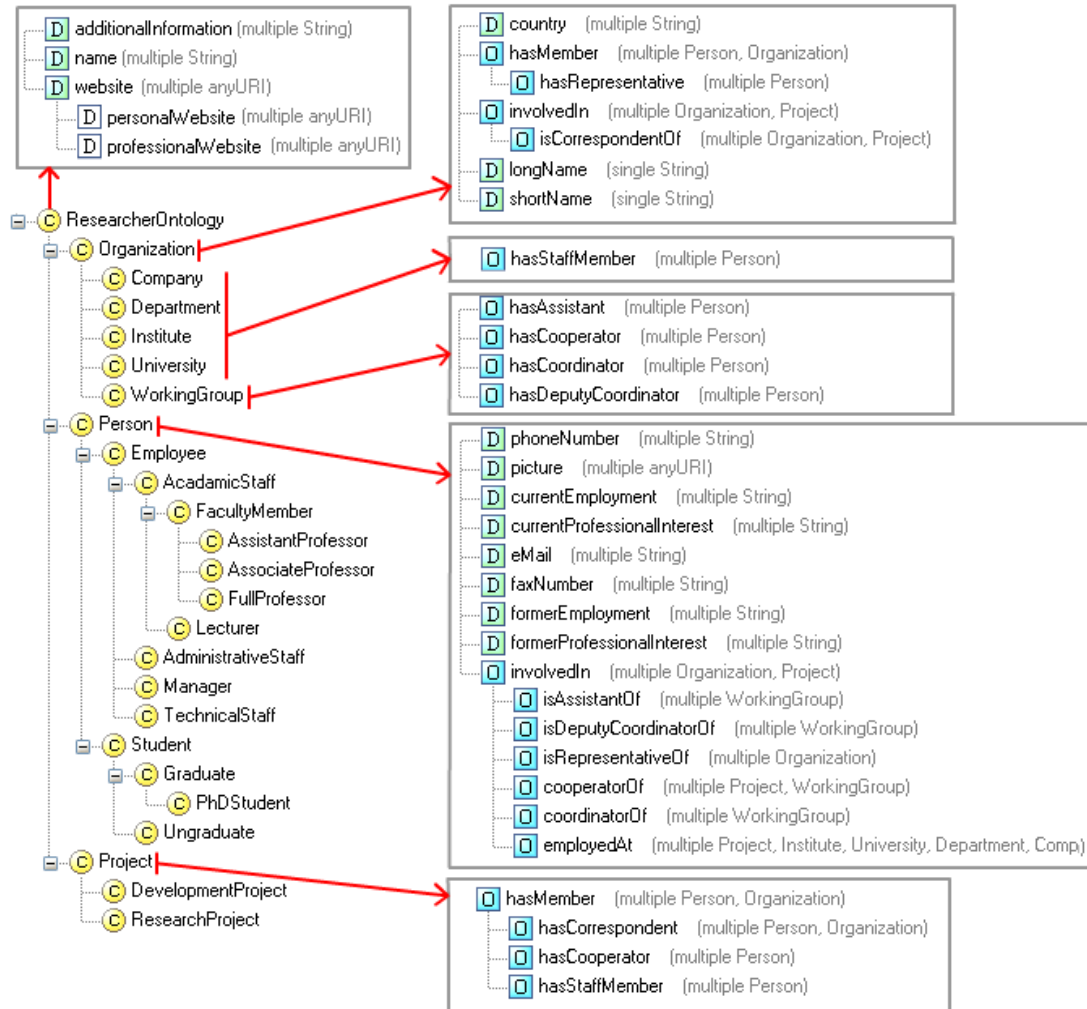 D additionalInformation (multiple String)
D name (multiple String)
D website (multiple anyURI)
D personalWebsite (multiple anyURI)
D professionalWebsite (multiple anyURI)
C ResearcherOntology
C Organization
C Company
C Department
C Institute
C University
C WorkingGroup
C Person
C Employee
C AcadamicStaff
C FacultyMember
C AssistantProfessor
C AssociateProfessor
C FullProfessor
C Lecturer
C AdministrativeStaff
C Manager
C TechnicalStaff
C Student
C Graduate
C PhDStudent
C Ungraduate
C Project
C DevelopmentProject
C ResearchProject
D country (multiple String)
O hasMember (multiple Person, Organization)
O hasRepresentative (multiple Person)
O involvedIn (multiple Organization, Project)
O isCorrespondentOf (multiple Organization, Project)
D longName (single String)
D shortName (single String)
O hasStaffMember (multiple Person)
O hasAssistant (multiple Person)
O hasCooperator (multiple Person)
O hasCoordinator (multiple Person)
O hasDeputyCoordinator (multiple Person)
D phoneNumber (multiple String)
D picture (multiple anyURI)
D currentEmployment (multiple String)
D currentProfessionalInterest (multiple String)
D eMail (multiple String)
D faxNumber (multiple String)
D formerEmployment (multiple String)
D formerProfessionalInterest (multiple String)
O involvedIn (multiple Organization, Project)
O isAssistantOf (multiple WorkingGroup)
O isDeputyCoordinatorOf (multiple WorkingGroup)
O isRepresentativeOf (multiple Organization)
O cooperatorOf (multiple Project, WorkingGroup)
O coordinatorOf (multiple WorkingGroup)
O employedAt (multiple Project, Institute, University, Department, Comp)
O hasMember (multiple Person, Organization)
O hasCorrespondent (multiple Person, Organization)
O hasCooperator (multiple Person)
O hasStaffMember (multiple Person)